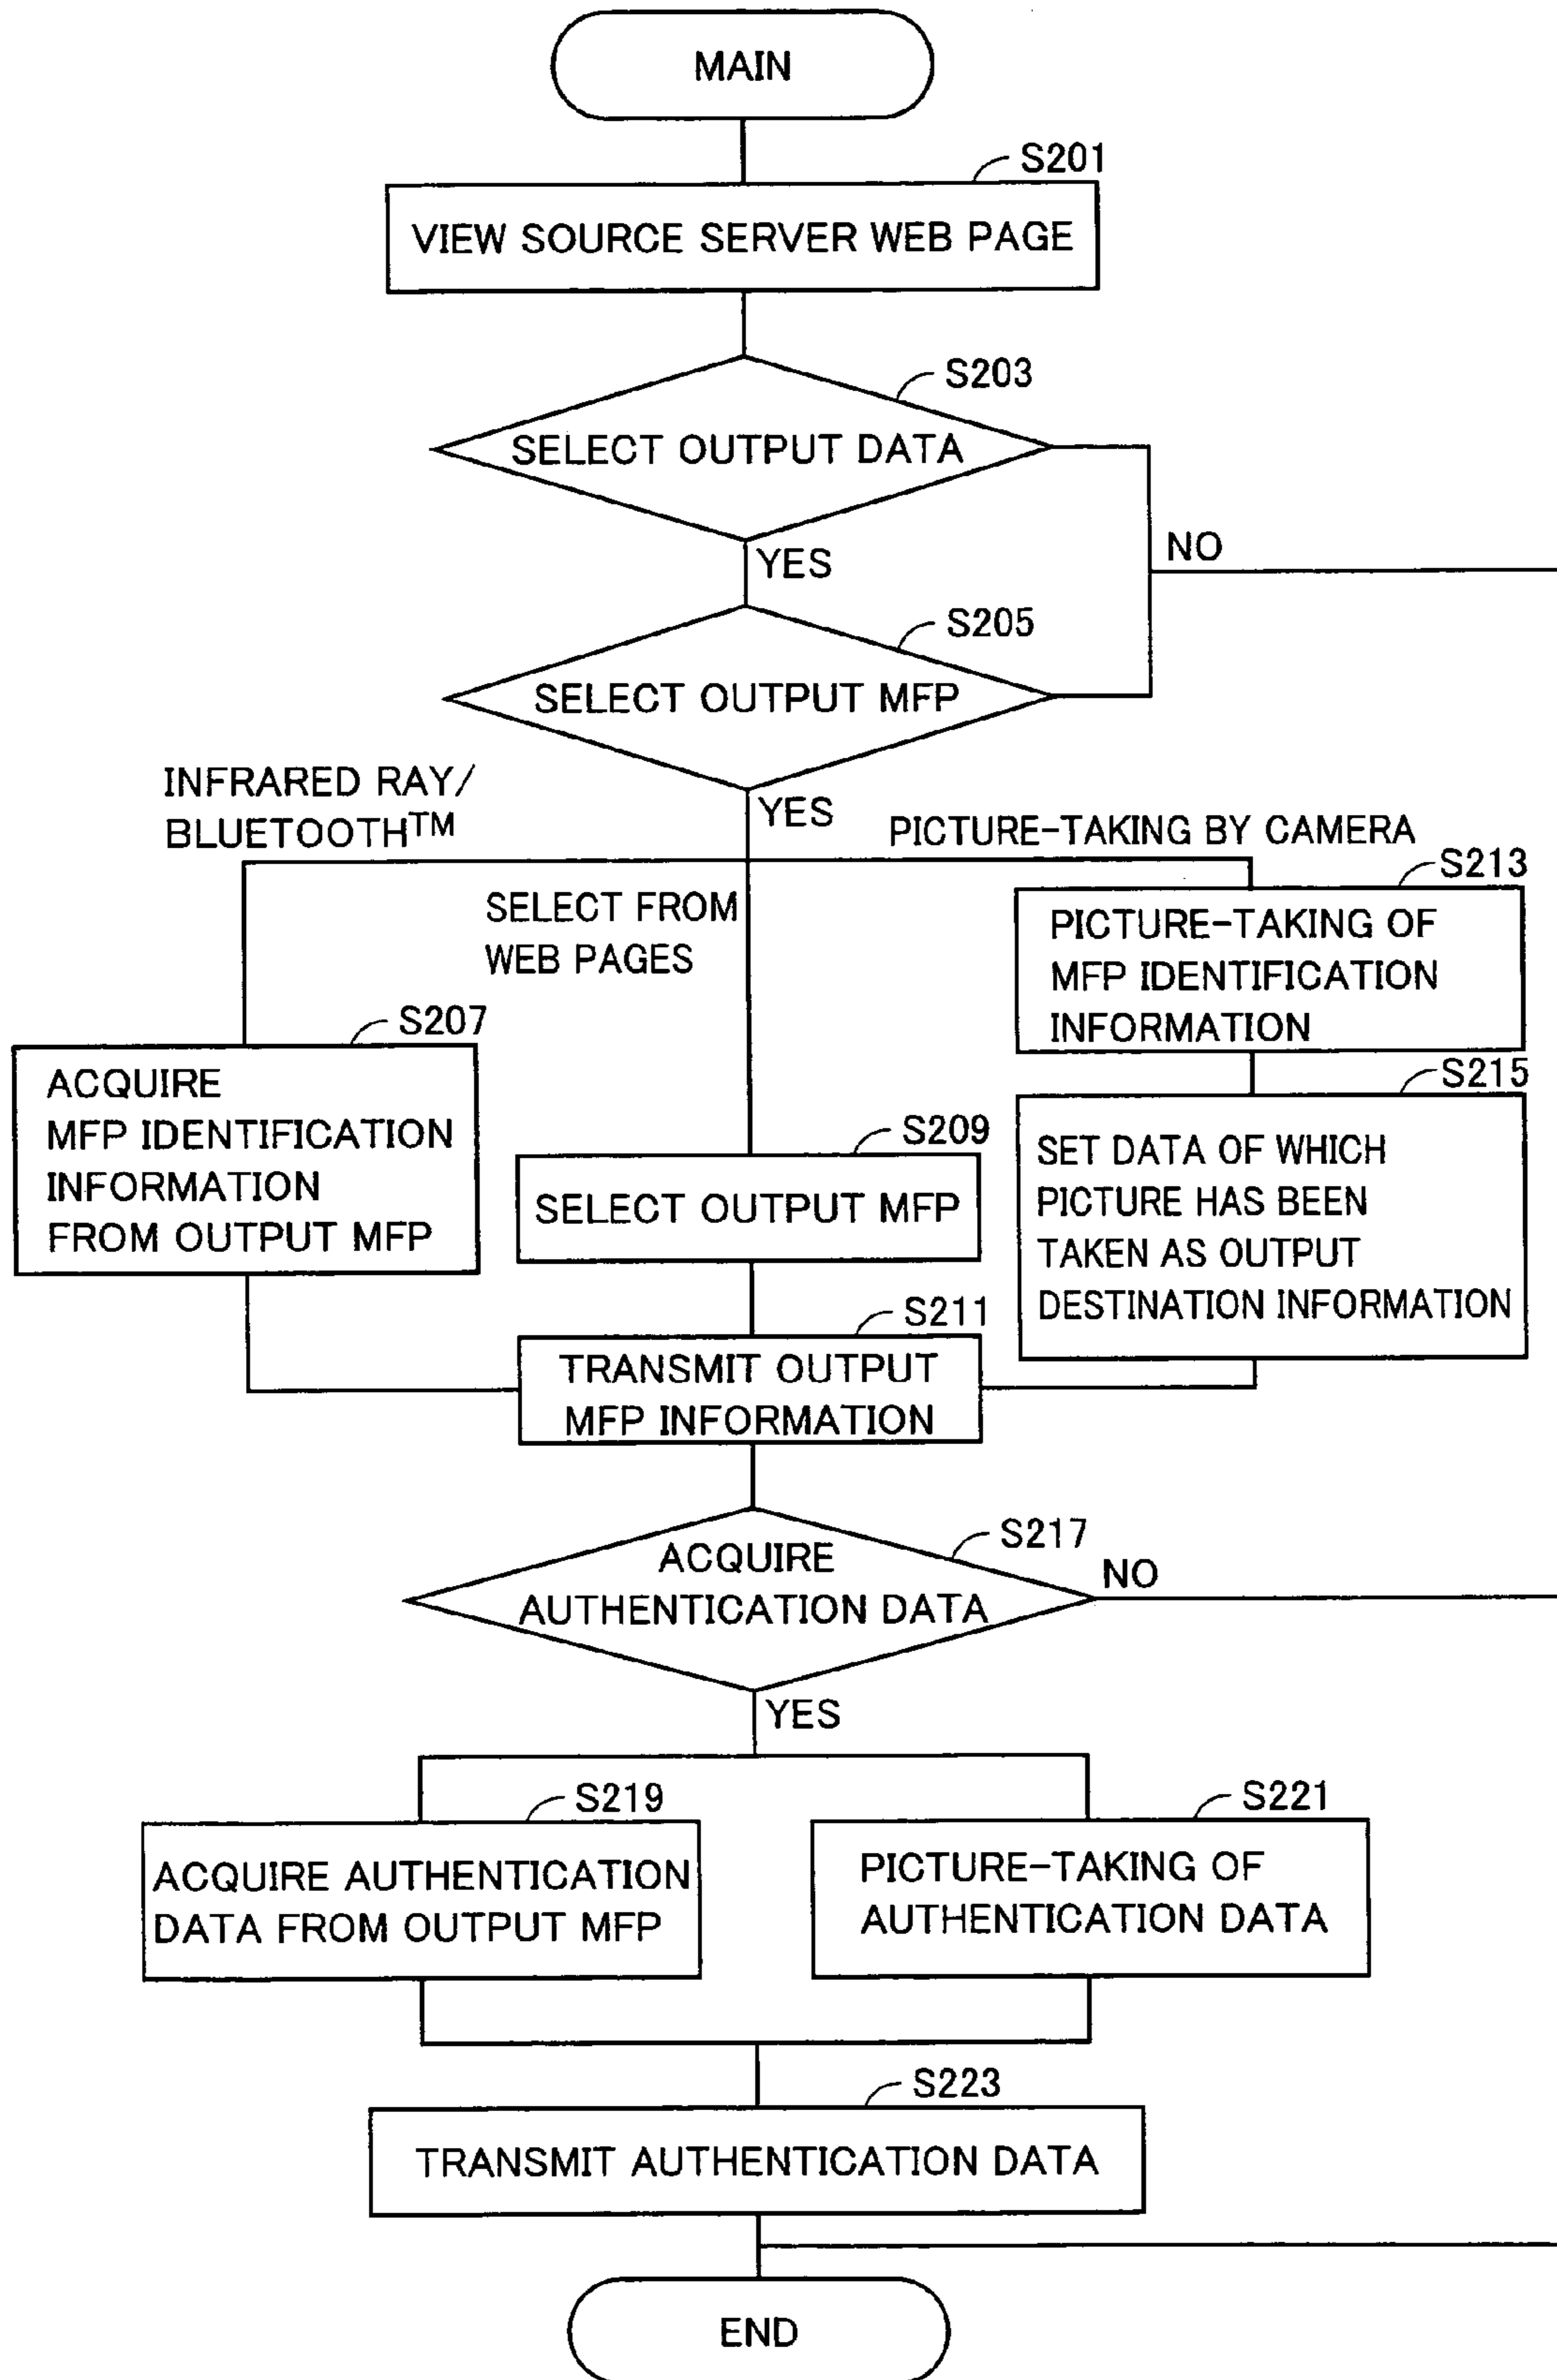 MAIN
S201
VIEW SOURCE SERVER WEB PAGE
S203
SELECT OUTPUT DATA
NO
YES
S205
SELECT OUTPUT MFP
INFRARED RAY/
BLUETOOTH™
YES
PICTURE-TAKING BY CAMERA
SELECT FROM
WEB PAGES
S213
PICTURE-TAKING OF
MFP IDENTIFICATION
INFORMATION
S207
ACQUIRE
MFP IDENTIFICATION
INFORMATION
FROM OUTPUT MFP
S209
SELECT OUTPUT MFP
S215
SET DATA OF WHICH
PICTURE HAS BEEN
TAKEN AS OUTPUT
DESTINATION INFORMATION
S211
TRANSMIT OUTPUT
MFP INFORMATION
S217
ACQUIRE
AUTHENTICATION DATA
NO
YES
S219
ACQUIRE AUTHENTICATION
DATA FROM OUTPUT MFP
S221
PICTURE-TAKING OF
AUTHENTICATION DATA
S223
TRANSMIT AUTHENTICATION DATA
END